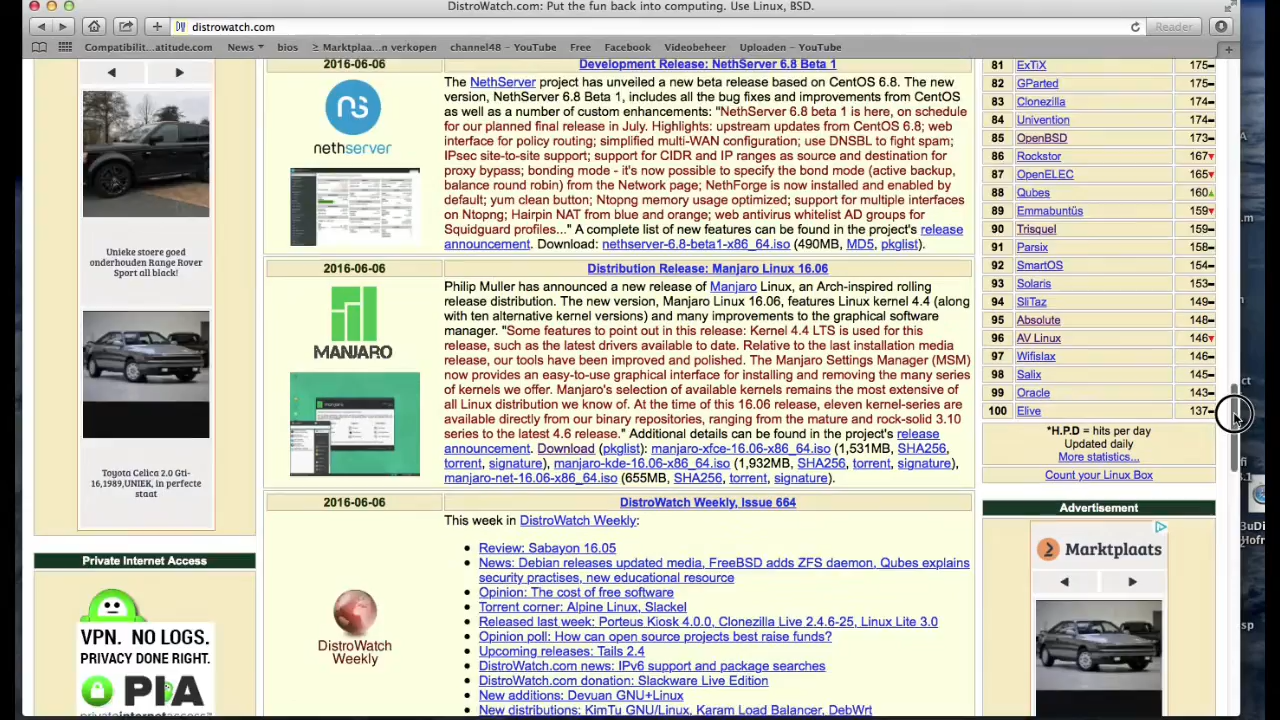 DistroWatch.com: Put the fun back into computing. Use Linux, BSD.
distrowatch.com
Reader
Compatibilit...atitude.com
News
bios
≥ Marktplaa...n verkopen
channel48 – YouTube
Free
Facebook
Videobeheer
Uploaden – YouTube
Unieke stoere goed
onderhouden Range Rover
Sport all black!
Toyota Celica 2.0 Gti-
16,1989,UNIEK, in perfecte
staat
Private Internet Access
VPN. NO LOGS.
PRIVACY DONE RIGHT.
PIA
privateinternetaccess
2016-06-06
Development Release: NethServer 6.8 Beta 1
ns
nethserver
The NethServer project has unveiled a new beta release based on CentOS 6.8. The
new version, NethServer 6.8 Beta 1, includes all the bug fixes and improvements from CentOS
as well as a number of custom enhancements: "NethServer 6.8 beta 1 is here, on schedule
for our planned final release in July. Highlights: upstream updates from CentOS 6.8; web
interface for policy routing; simplified multi-WAN configuration; use DNSBL to fight spam;
IPsec site-to-site support; support for CIDR and IP ranges as source and destination for
proxy bypass; bonding mode - it's now possible to specify the bond mode (active backup,
balance round robin) from the Network page; NethForge is now installed and enabled by
default; yum clean button; Ntopng memory usage optimized; support for multiple interfaces
on Ntopng; Hairpin NAT from blue and orange; web antivirus whitelist AD groups for
Squidguard profiles..." A complete list of new features can be found in the project's release
announcement. Download: nethserver-6.8-beta1-x86_64.iso (490MB, MD5, pkglist).
2016-06-06
Distribution Release: Manjaro Linux 16.06
MANJARO
Philip Muller has announced a new release of Manjaro Linux, an Arch-inspired rolling
release distribution. The new version, Manjaro Linux 16.06, features Linux kernel 4.4 (along
with ten alternative kernel versions) and many improvements to the graphical software
manager. "Some features to point out in this release: Kernel 4.4 LTS is used for this
release, such as the latest drivers available to date. Relative to the last installation media
release, our tools have been improved and polished. The Manjaro Settings Manager (MSM)
now provides an easy-to-use graphical interface for installing and removing the many series
of kernels we offer. Manjaro's selection of available kernels remains the most extensive of
all Linux distribution we know of. At the time of this 16.06 release, eleven kernel-series are
available directly from our binary repositories, ranging from the mature and rock-solid 3.10
series to the latest 4.6 release." Additional details can be found in the project's release
announcement. Download (pkglist): manjaro-xfce-16.06-x86_64.iso (1,531MB, SHA256,
torrent, signature), manjaro-kde-16.06-x86_64.iso (1,932MB, SHA256, torrent, signature),
manjaro-net-16.06-x86_64.iso (655MB, SHA256, torrent, signature).
2016-06-06
DistroWatch Weekly, Issue 664
DistroWatch
Weekly
This week in DistroWatch Weekly:
Review: Sabayon 16.05
News: Debian releases updated media, FreeBSD adds ZFS daemon, Qubes explains
security practises, new educational resource
Opinion: The cost of free software
Torrent corner: Alpine Linux, Slackel
Released last week: Porteus Kiosk 4.0.0, Clonezilla Live 2.4.6-25, Linux Lite 3.0
Opinion poll: How can open source projects best raise funds?
Upcoming releases: Tails 2.4
DistroWatch.com news: IPv6 support and package searches
DistroWatch.com donation: Slackware Live Edition
New additions: Devuan GNU+Linux
New distributions: KimTu GNU/Linux, Karam Load Balancer, DebWrt
81 ExTiX 175
82 GParted 175
83 Clonezilla 174
84 Univention 174
85 OpenBSD 173
86 Rockstor 167
87 OpenELEC 165
88 Qubes 160
89 Emmabuntüs 159
90 Trisquel 159
91 Parsix 158
92 SmartOS 154
93 Solaris 153
94 SliTaz 149
95 Absolute 148
96 AV Linux 146
97 Wifislax 146
98 Salix 145
99 Oracle 143
100 Elive 137
*H.P.D = hits per day
Updated daily
More statistics...
Count your Linux Box
Advertisement
Marktplaats